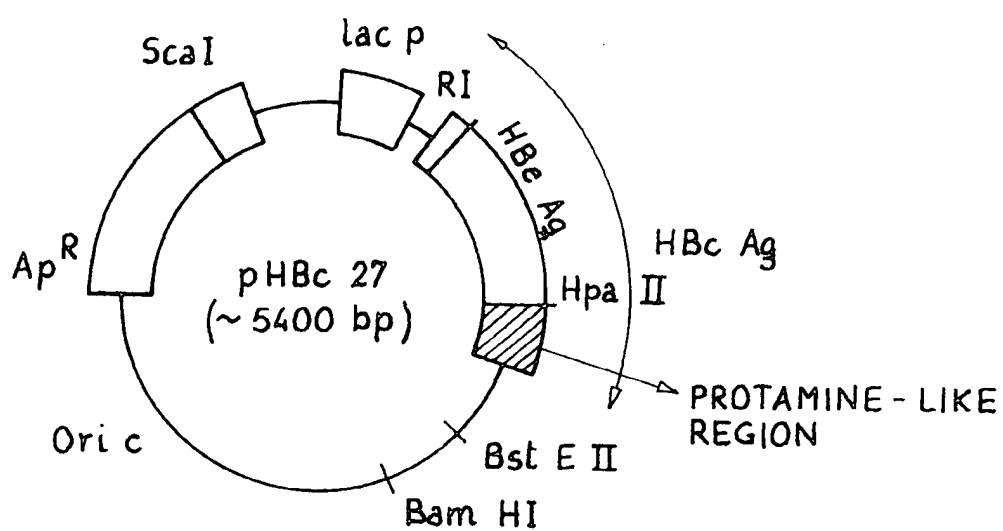 lac p
Sca I
RI
HBe Ag
HBc Ag
Ap R
pHBc 27
(~ 5400 bp)
Hpa II
PROTAMINE-LIKE
REGION
Ori c
Bst E II
Bam HI